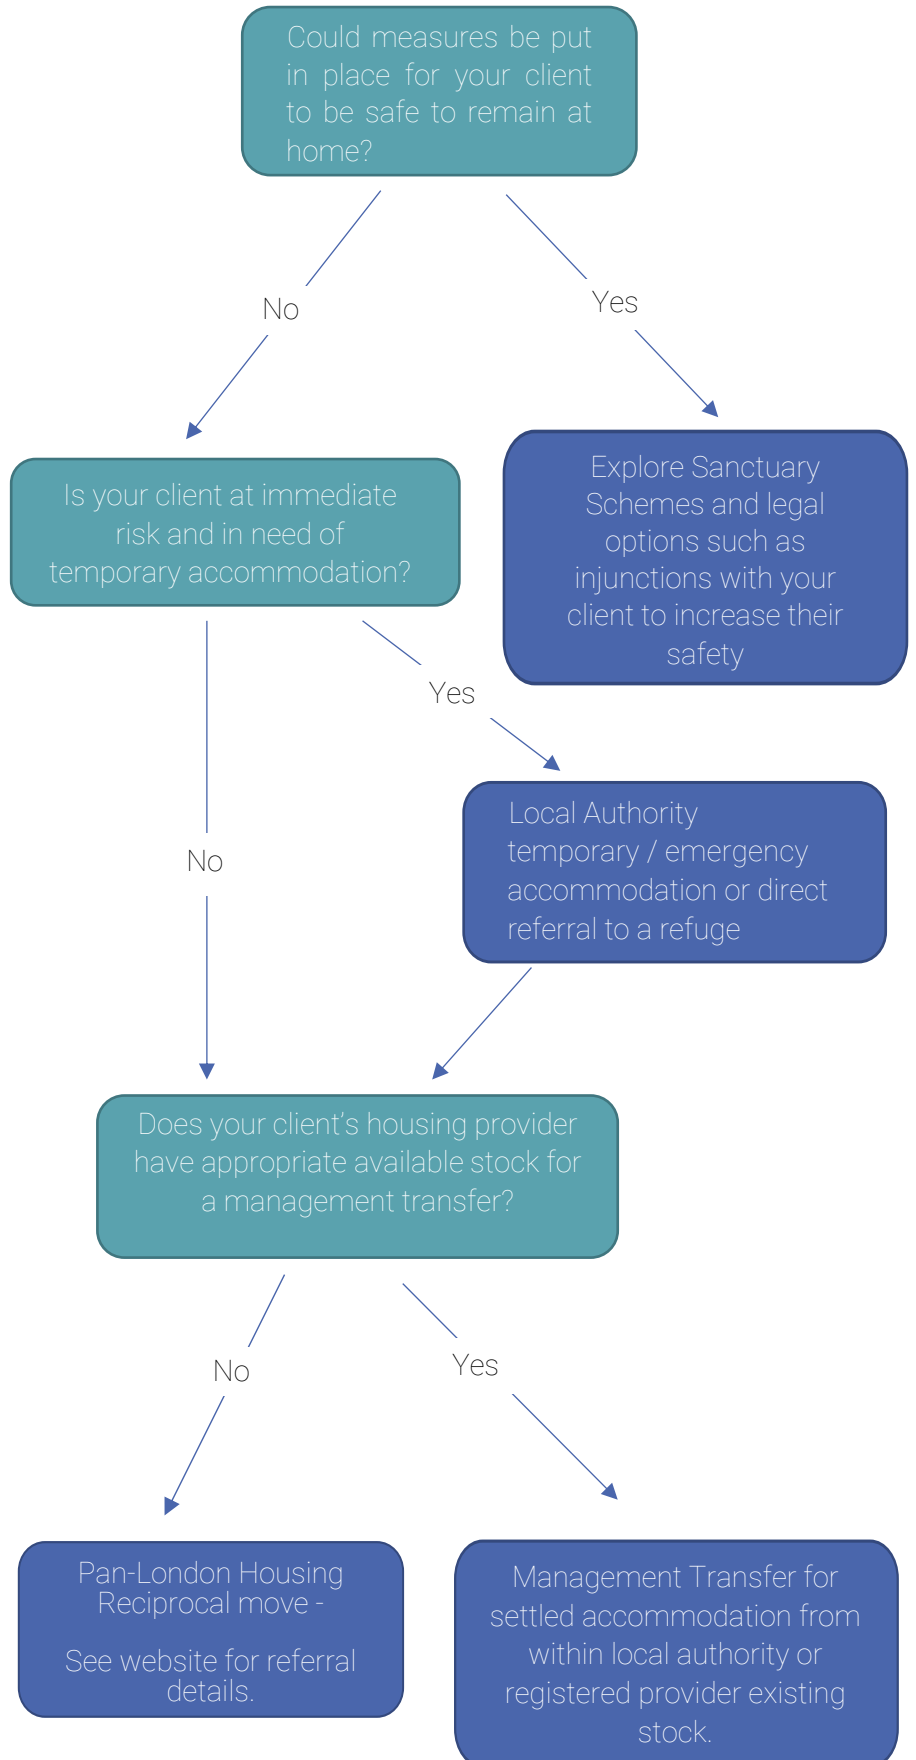 Could measures be put
in place for your client
to be safe to remain at
home?
No
Yes
Is your client at immediate
risk and in need of
temporary accommodation?
Explore Sanctuary
Schemes and legal
options such as
injunctions with your
client to increase their
safety
Yes
Local Authority
temporary / emergency
accommodation or direct
referral to a refuge
No
Does your client’s housing provider
have appropriate available stock for
a management transfer?
No
Yes
Pan-London Housing
Reciprocal move -
See website for referral
details.
Management Transfer for
settled accommodation from
within local authority or
registered provider existing
stock.